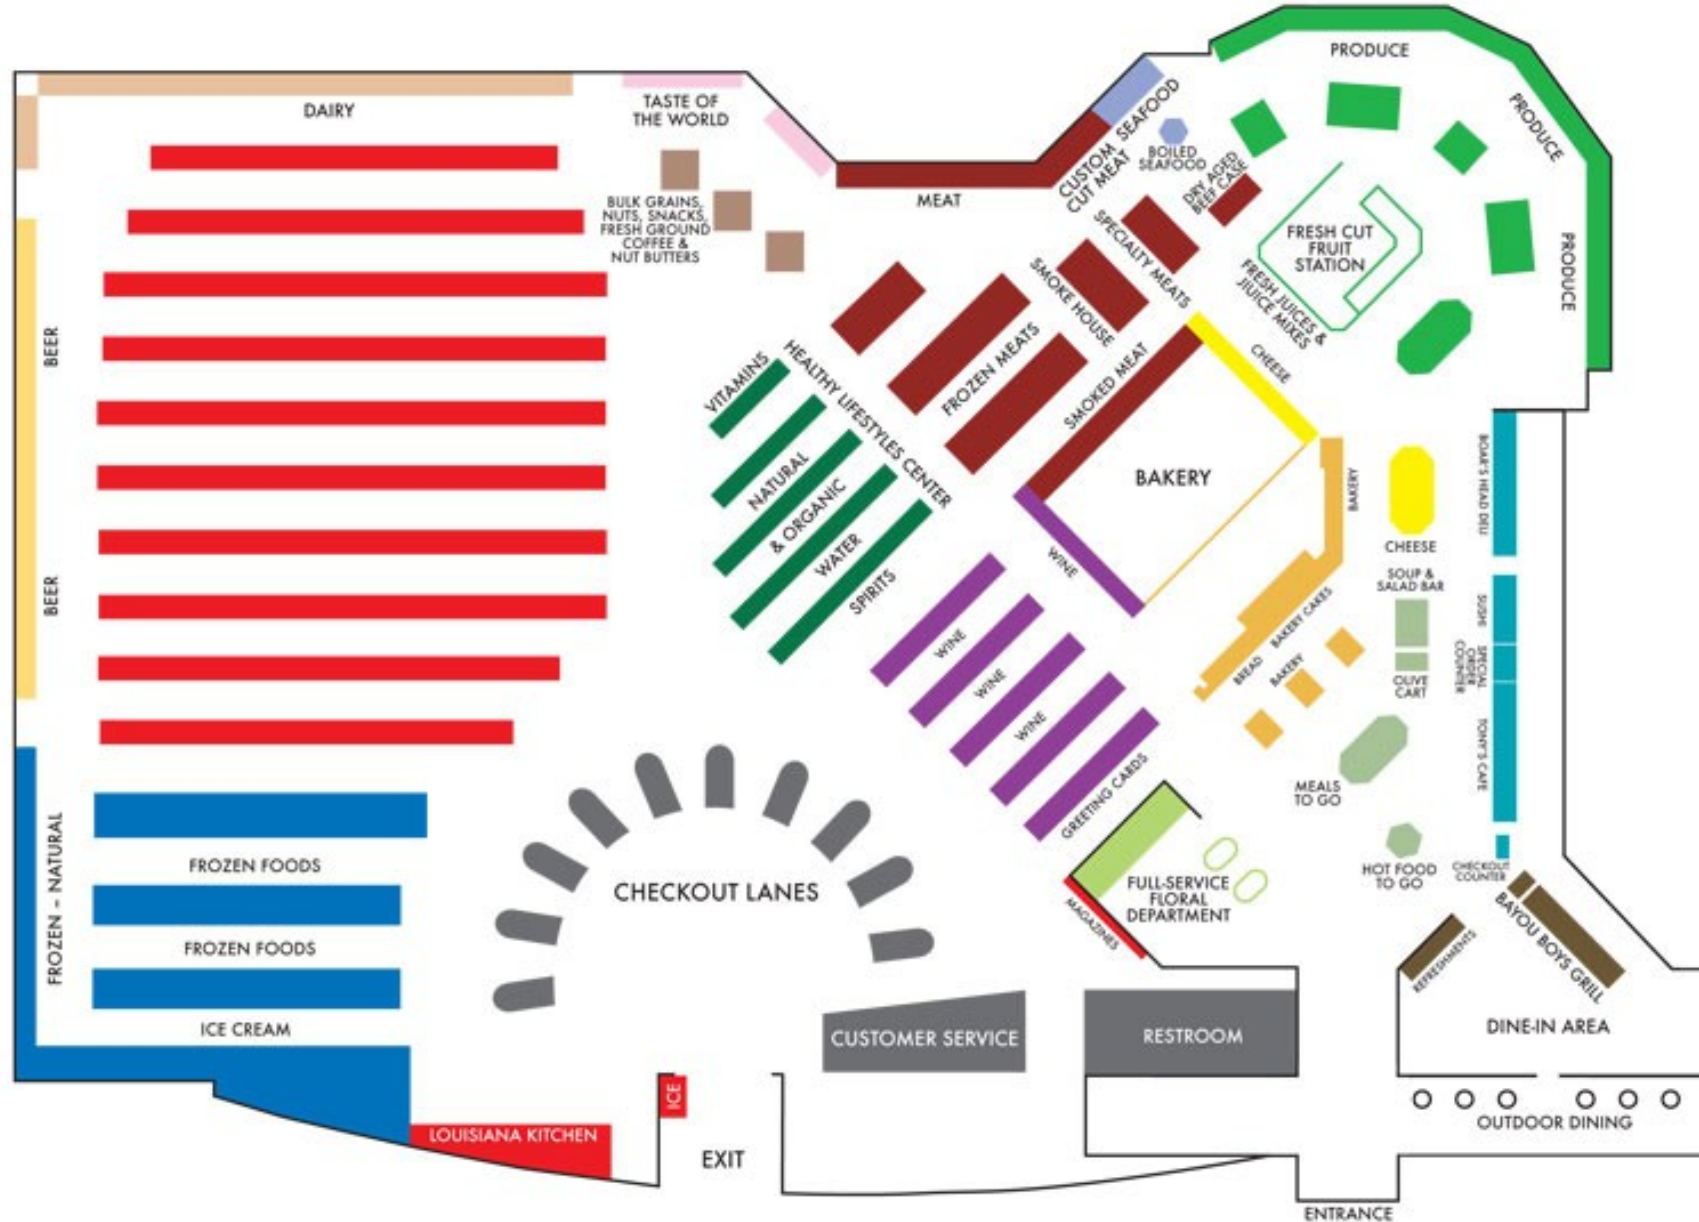 PRODUCE
DAIRY
TASTE OF
THE WORLD
CUSTOM SEAFOOD
CUT MEAT
BOILED
SEAFOOD
DRY AGED
BEEF CASE
PRODUCE
PRODUCE
MEAT
BULK GRAINS,
NUTS, SNACKS,
FRESH GROUND
COFFEE &
NUT BUTTERS
SPECIALTY MEATS
SMOKE HOUSE
FRESH CUT
FRUIT
STATION
FRESH JUICES &
JIUICE MIXES
BEER
BEER
VITAMINS
HEALTHY LIFESTYLES CENTER
FROZEN MEATS
SMOKED MEAT
CHEESE
NATURAL
& ORGANIC
WATER
SPIRITS
BAKERY
BAKERY
CHEESE
BOAR'S HEAD DELI
WINE
WINE
WINE
WINE
GREETING CARDS
BAKERY CAKES
BREAD
BAKERY
SOUP &
SALAD BAR
OLIVE
CART
SUSHI
SPECIAL
ORDER
COUNTER
TONY'S CAFE
MEALS
TO GO
HOT FOOD
TO GO
CHECKOUT
COUNTER
FROZEN – NATURAL
FROZEN FOODS
FROZEN FOODS
ICE CREAM
CHECKOUT LANES
FULL-SERVICE
FLORAL
DEPARTMENT
MAGAZINES
REFRESHMENTS
BAYOU BOYS GRILL
CUSTOMER SERVICE
RESTROOM
DINE-IN AREA
ICE
LOUISIANA KITCHEN
EXIT
OUTDOOR DINING
ENTRANCE